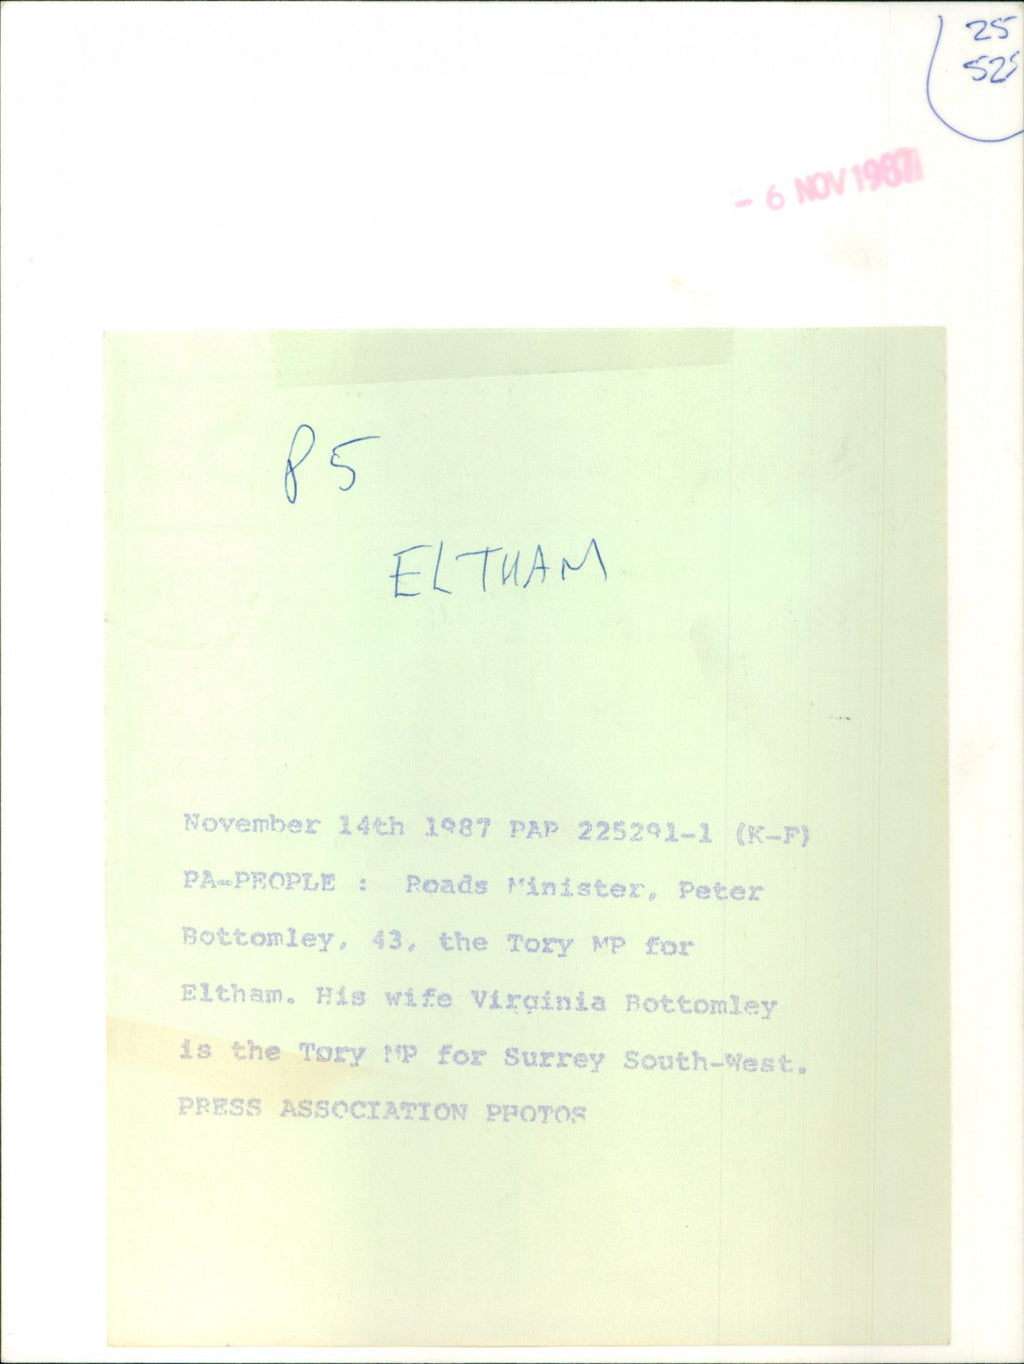 25
525
- 6 NOV 1987
P5
ELTHAM
November 14th 1987 PAP 225291-1 (K-F)
PA-PEOPLE : Roads Minister, Peter
Bottomley, 43, the Tory MP for
Eltham. His wife Virginia Bottomley
is the Tory MP for Surrey South-West.
PRESS ASSOCIATION PHOTOS